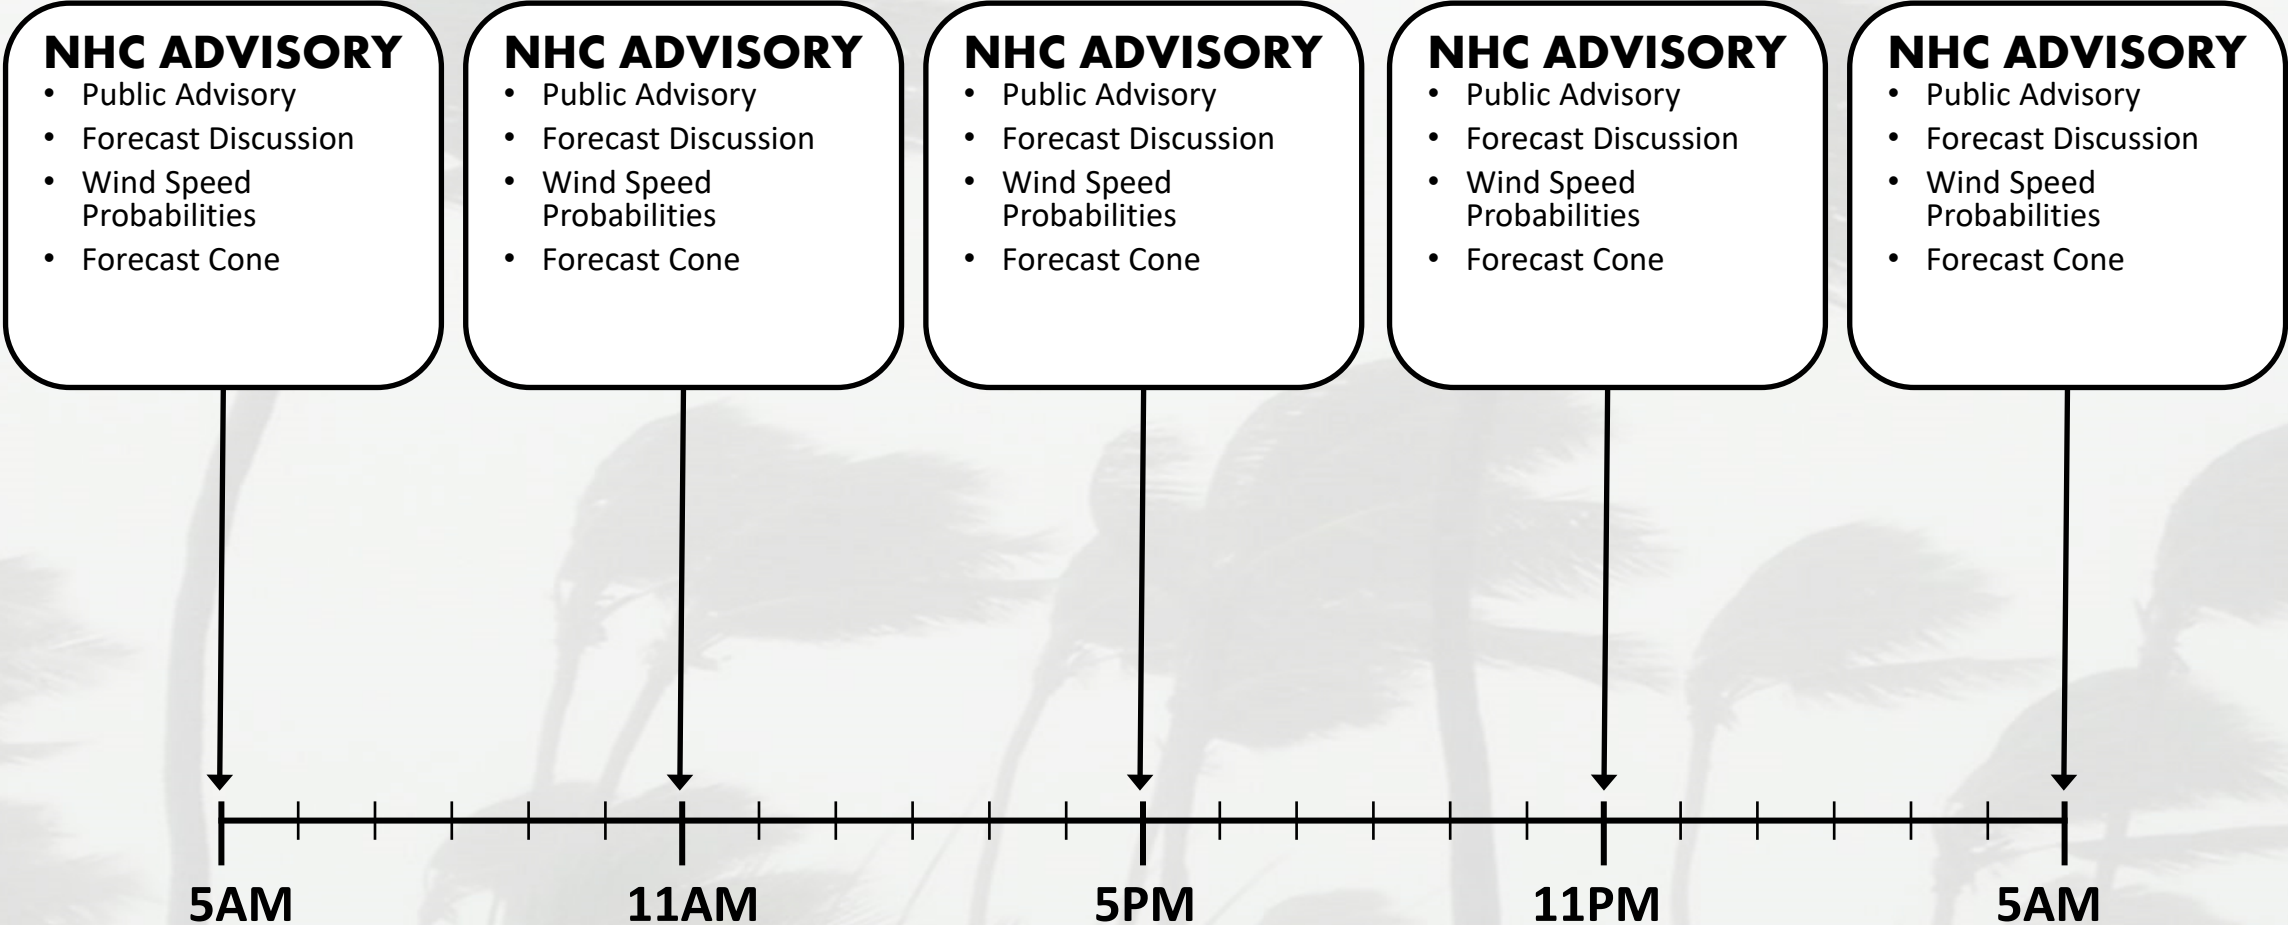 NHC ADVISORY
• Public Advisory
• Forecast Discussion
• Wind Speed
Probabilities
• Forecast Cone
NHC ADVISORY
• Public Advisory
• Forecast Discussion
• Wind Speed
Probabilities
• Forecast Cone
NHC ADVISORY
• Public Advisory
• Forecast Discussion
• Wind Speed
Probabilities
• Forecast Cone
NHC ADVISORY
• Public Advisory
• Forecast Discussion
• Wind Speed
Probabilities
• Forecast Cone
NHC ADVISORY
• Public Advisory
• Forecast Discussion
• Wind Speed
Probabilities
• Forecast Cone
5AM
11AM
5PM
11PM
5AM